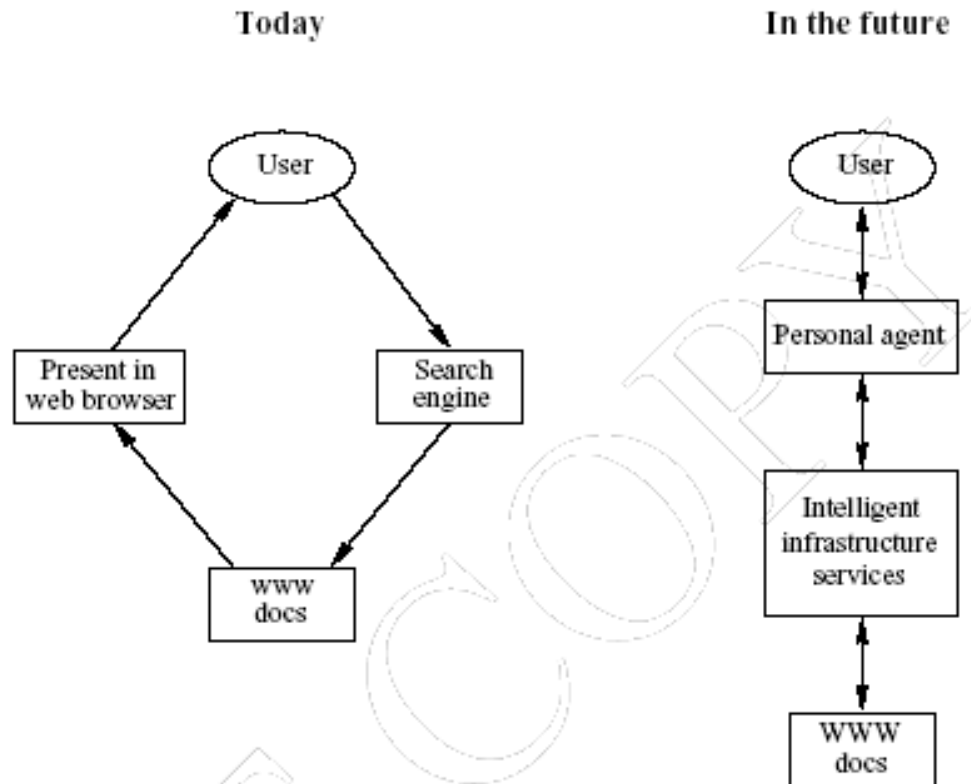 Today
User
Present in
web browser
Search
engine
www
docs
In the future
User
Personal agent
Intelligent
infrastructure
services
WWW
docs
COPY